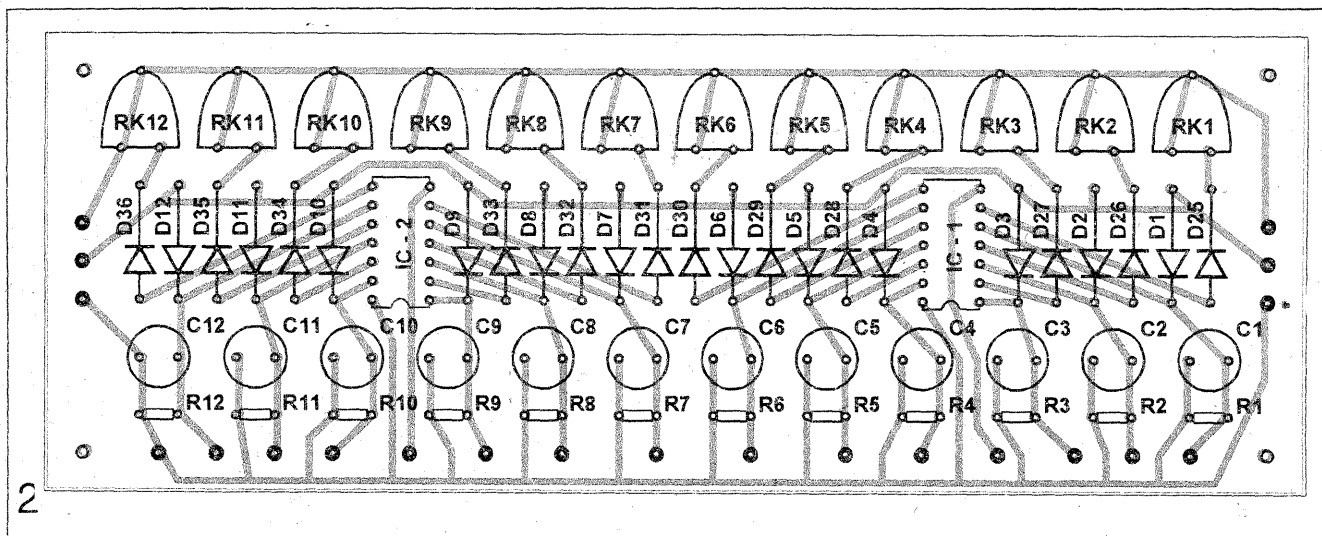 RK12 RK11 RK10 RK9 RK8 RK7 RK6 RK5 RK4 RK3 RK2 RK1
D36 D12 D35 D11 D34 D10 IC-2 D9 D33 D8 D32 D7 D31 D30 D6 D29 D5 D28 D4 IC-1 D3 D27 D2 D26 D1 D25
C12 C11 C10 C9 C8 C7 C6 C5 C4 C3 C2 C1
R12 R11 R10 R9 R8 R7 R6 R5 R4 R3 R2 R1
2